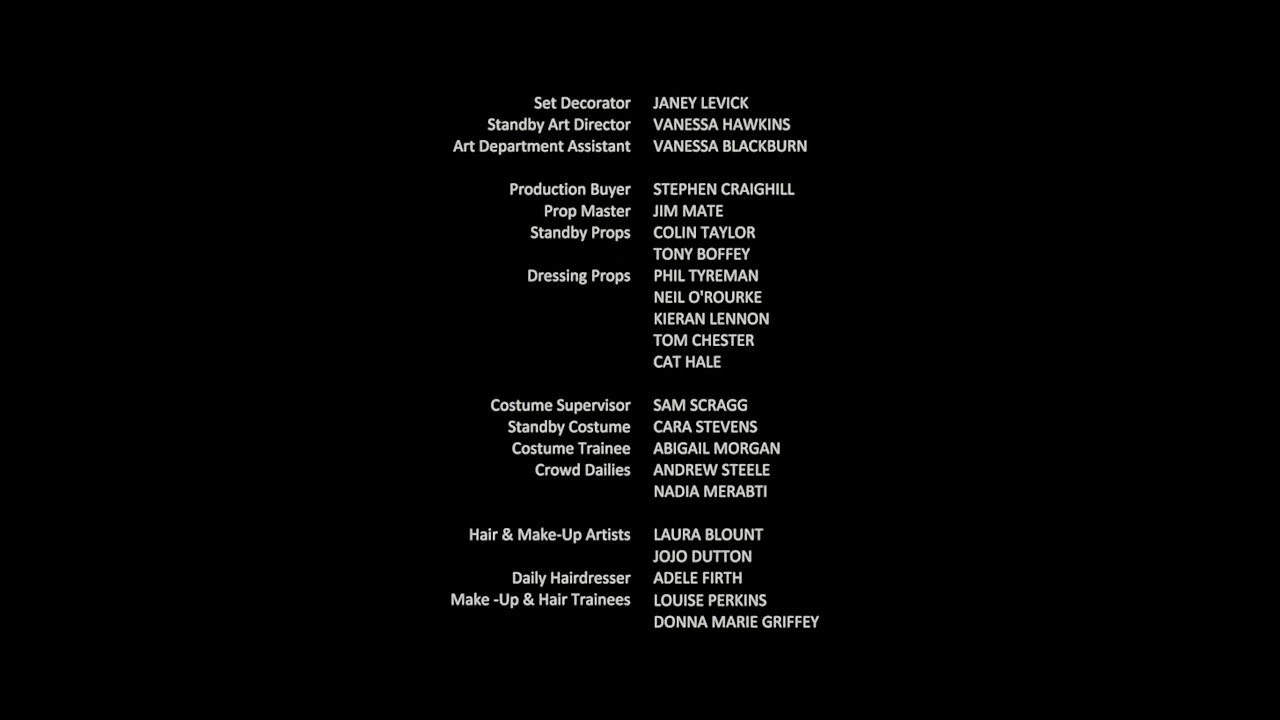 Set Decorator JANEY LEVICK
Standby Art Director VANESSA HAWKINS
Art Department Assistant VANESSA BLACKBURN
Production Buyer STEPHEN CRAIGHILL
Prop Master JIM MATE
Standby Props COLIN TAYLOR
TONY BOFFEY
Dressing Props PHIL TYREMAN
NEIL O'ROURKE
KIERAN LENNON
TOM CHESTER
CAT HALE
Costume Supervisor SAM SCRAGG
Standby Costume CARA STEVENS
Costume Trainee ABIGAIL MORGAN
Crowd Dailies ANDREW STEELE
NADIA MERABTI
Hair & Make-Up Artists LAURA BLOUNT
JOJO DUTTON
Daily Hairdresser ADELE FIRTH
Make -Up & Hair Trainees LOUISE PERKINS
DONNA MARIE GRIFFEY